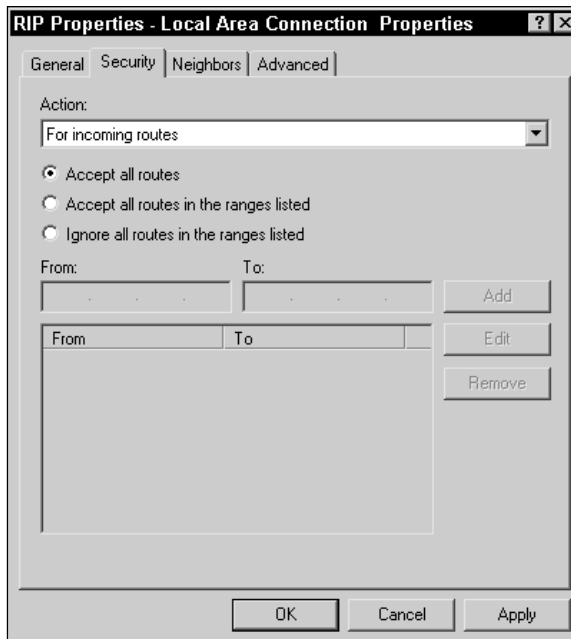 RIP Properties - Local Area Connection Properties
General Security Neighbors Advanced
Action:
For incoming routes
Accept all routes
Accept all routes in the ranges listed
Ignore all routes in the ranges listed
From: To:
Add
From To
Edit
Remove
OK Cancel Apply